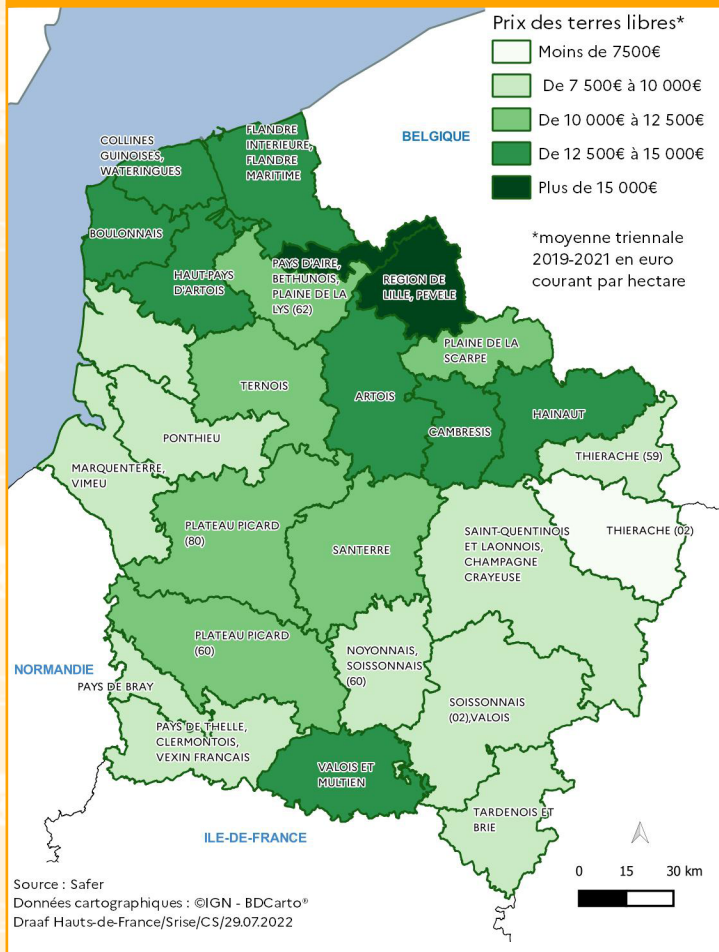 Prix des terres libres*
Moins de 7500€
De 7 500€ à 10 000€
De 10 000€ à 12 500€
De 12 500€ à 15 000€
Plus de 15 000€
*moyenne triennale
2019-2021 en euro
courant par hectare
BELGIQUE
FLANDRE
INTERIEURE,
FLANDRE
MARITIME
COLLINES
GUINOISES,
WATERINGUES
BOULONNAIS
HAUT-PAYS
D'ARTOIS
PAYS D'AIRE,
BETHUNOIS,
PLAINE DE LA
LYS (62)
REGION DE
LILLE, PEVELE
PLAINE DE LA
SCARPE
TERNOIS
ARTOIS
CAMBRESIS
HAINAUT
PONTHIEU
MARQUENTERRE,
VIMEU
THIERACHE (59)
THIERACHE (02)
PLATEAU PICARD
(80)
SANTERRE
SAINT-QUENTINOIS
ET LAONNOIS,
CHAMPAGNE
CRAYEUSE
PLATEAU PICARD
(60)
NOYONNAIS,
SOISSONNAIS
(60)
NORMANDIE
PAYS DE BRAY
SOISSONNAIS
(02),VALOIS
PAYS DE THELLE,
CLERMONTOIS,
VEXIN FRANCAIS
VALOIS ET
MULTIEN
TARDENOIS ET
BRIE
ILE-DE-FRANCE
0 15 30 km
Source : Safer
Données cartographiques : ©IGN - BDCarto®
Draaf Hauts-de-France/Srise/CS/29.07.2022